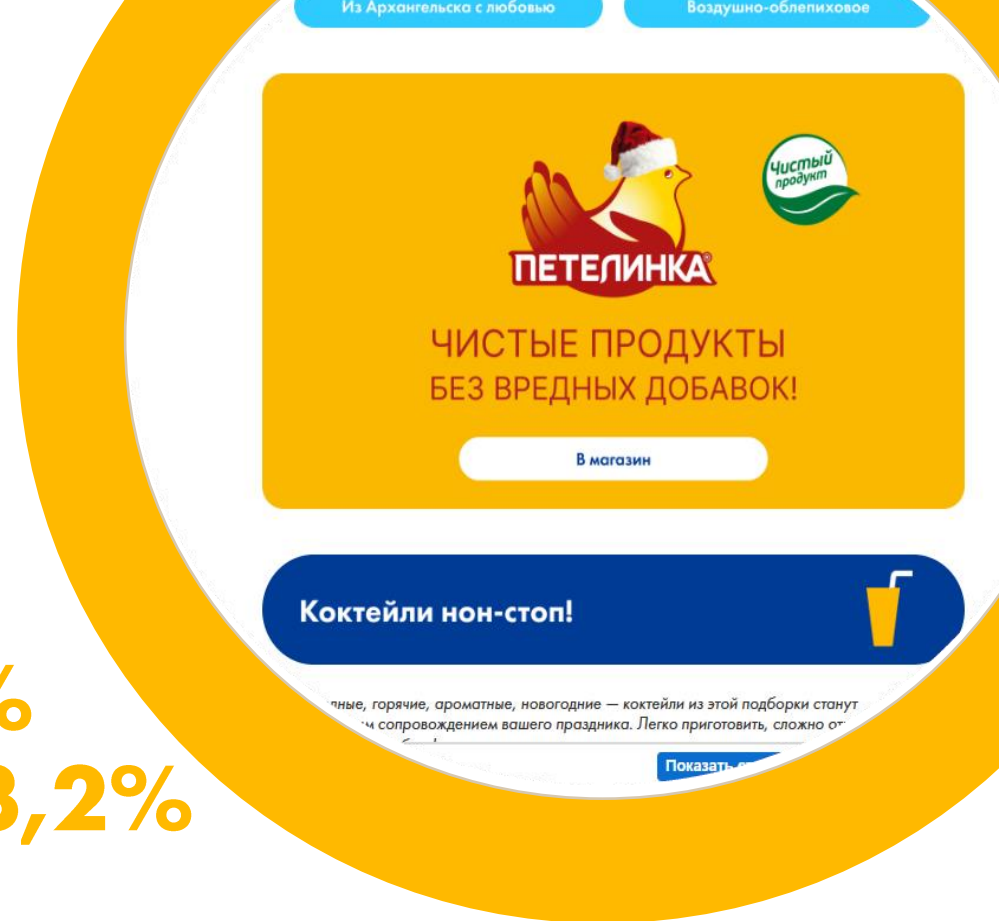 Из Архангельска с любовью
Воздушно-облепиховое
Чистый
продукт
ПЕТЕЛИНКА®
ЧИСТЫЕ ПРОДУКТЫ
БЕЗ ВРЕДНЫХ ДОБАВОК!
В магазин
Коктейли нон-стоп!
горячие, ароматные, новогодние — коктейли из этой подборки станут
сопровождением вашего праздника. Легко приготовить, сложно
Показать
%
3,2%